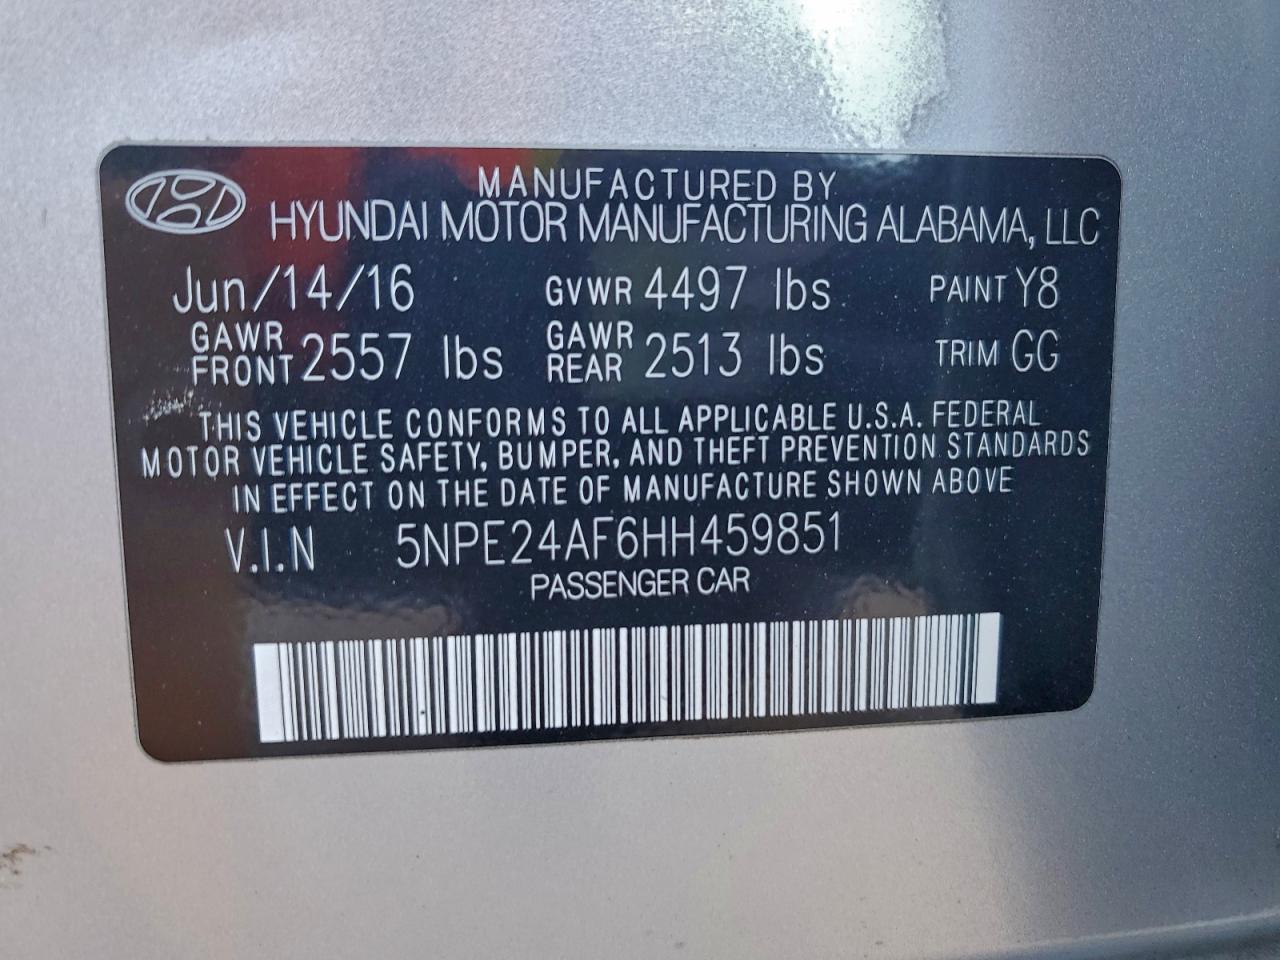 MANUFACTURED BY
HYUNDAI MOTOR MANUFACTURING ALABAMA, LLC
Jun/14/16 GVWR 4497 lbs PAINT Y8
GAWR FRONT 2557 lbs GAWR REAR 2513 lbs TRIM GG
THIS VEHICLE CONFORMS TO ALL APPLICABLE U.S.A. FEDERAL
MOTOR VEHICLE SAFETY, BUMPER, AND THEFT PREVENTION STANDARDS
IN EFFECT ON THE DATE OF MANUFACTURE SHOWN ABOVE
V.I.N 5NPE24AF6HH459851
PASSENGER CAR